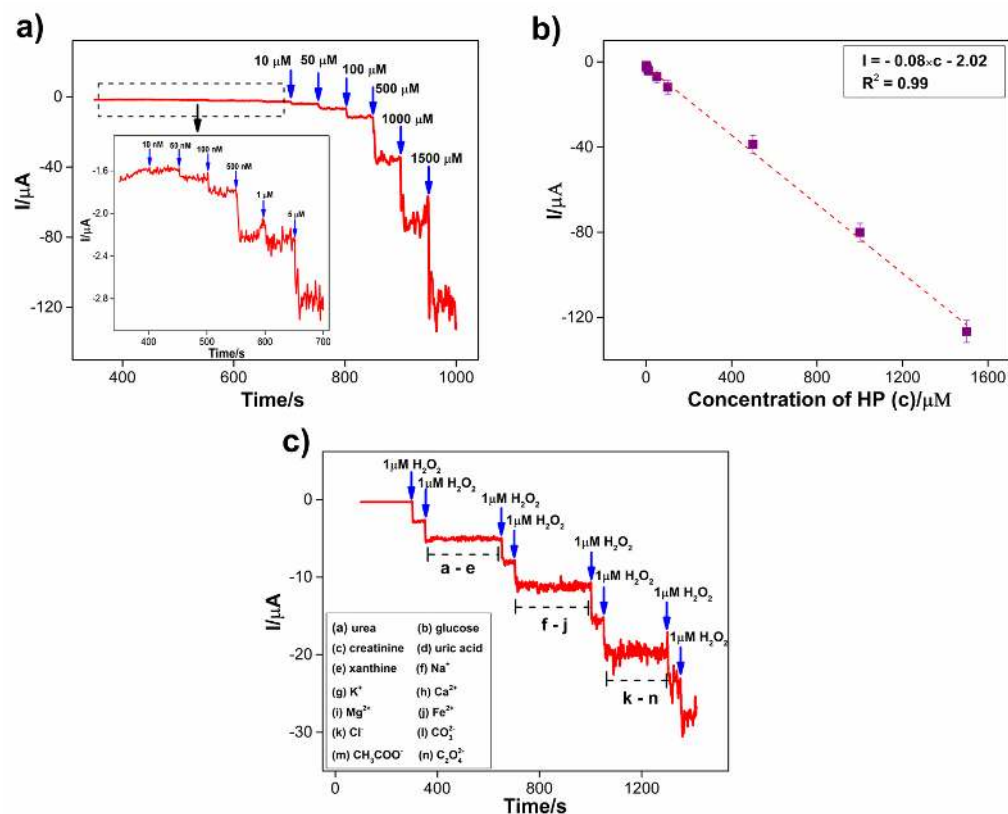 a)
10 μM
50 μM
100 μM
500 μM
1000 μM
1500 μM
0
-40
-80
-120
I/μA
400
600
800
1000
Time/s
10 nM
50 nM
100 nM
500 nM
1 μM
5 μM
-1.6
-2.0
-2.4
-2.8
I/μA
400
500
600
700
Time/s
b)
I = - 0.08×c - 2.02
R² = 0.99
0
-40
-80
-120
I/μA
0
400
800
1200
1600
Concentration of HP (c)/μM
c)
1μM H₂O₂
1μM H₂O₂
1μM H₂O₂
1μM H₂O₂
1μM H₂O₂
1μM H₂O₂
1μM H₂O₂
1μM H₂O₂
a - e
f - j
k - n
0
-10
-20
-30
I/μA
(a) urea (b) glucose
(c) creatinine (d) uric acid
(e) xanthine (f) Na⁺
(g) K⁺ (h) Ca²⁺
(i) Mg²⁺ (j) Fe²⁺
(k) Cl⁻ (l) CO₃²⁻
(m) CH₃COO⁻ (n) C₂O₄²⁻
0
400
800
1200
Time/s